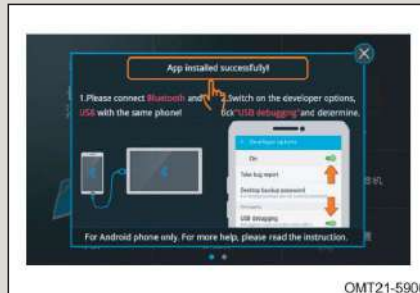 App installed successfully!
1.Please connect Bluetooth and
USB with the same phone!
2.Switch on the developer options,
tick"USB debugging"and determine.
Developer options
On
Take bug report
Desktop backup password
USB debugging
For Android phone only. For more help, please read the instruction.
OMT21-590